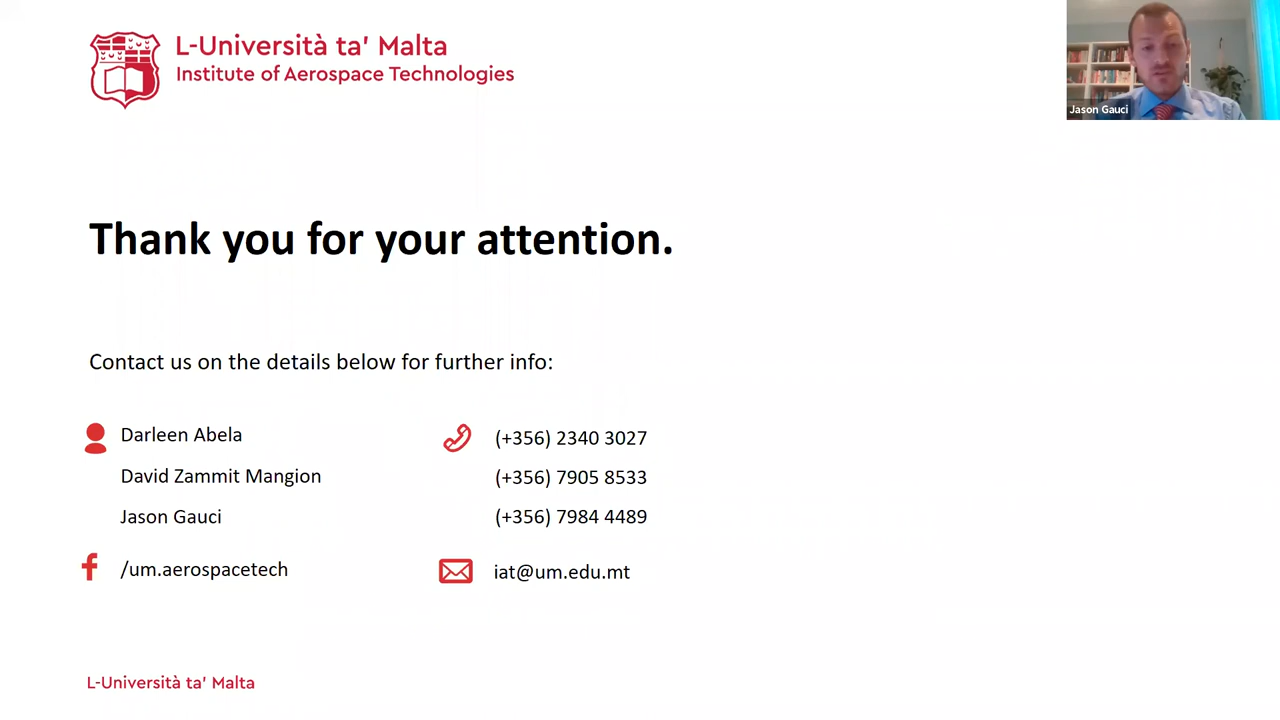 L-Università ta' Malta
Institute of Aerospace Technologies
Jason Gauci
Thank you for your attention.
Contact us on the details below for further info:
Darleen Abela (+356) 2340 3027
David Zammit Mangion (+356) 7905 8533
Jason Gauci (+356) 7984 4489
/um.aerospacetech iat@um.edu.mt
L-Università ta' Malta